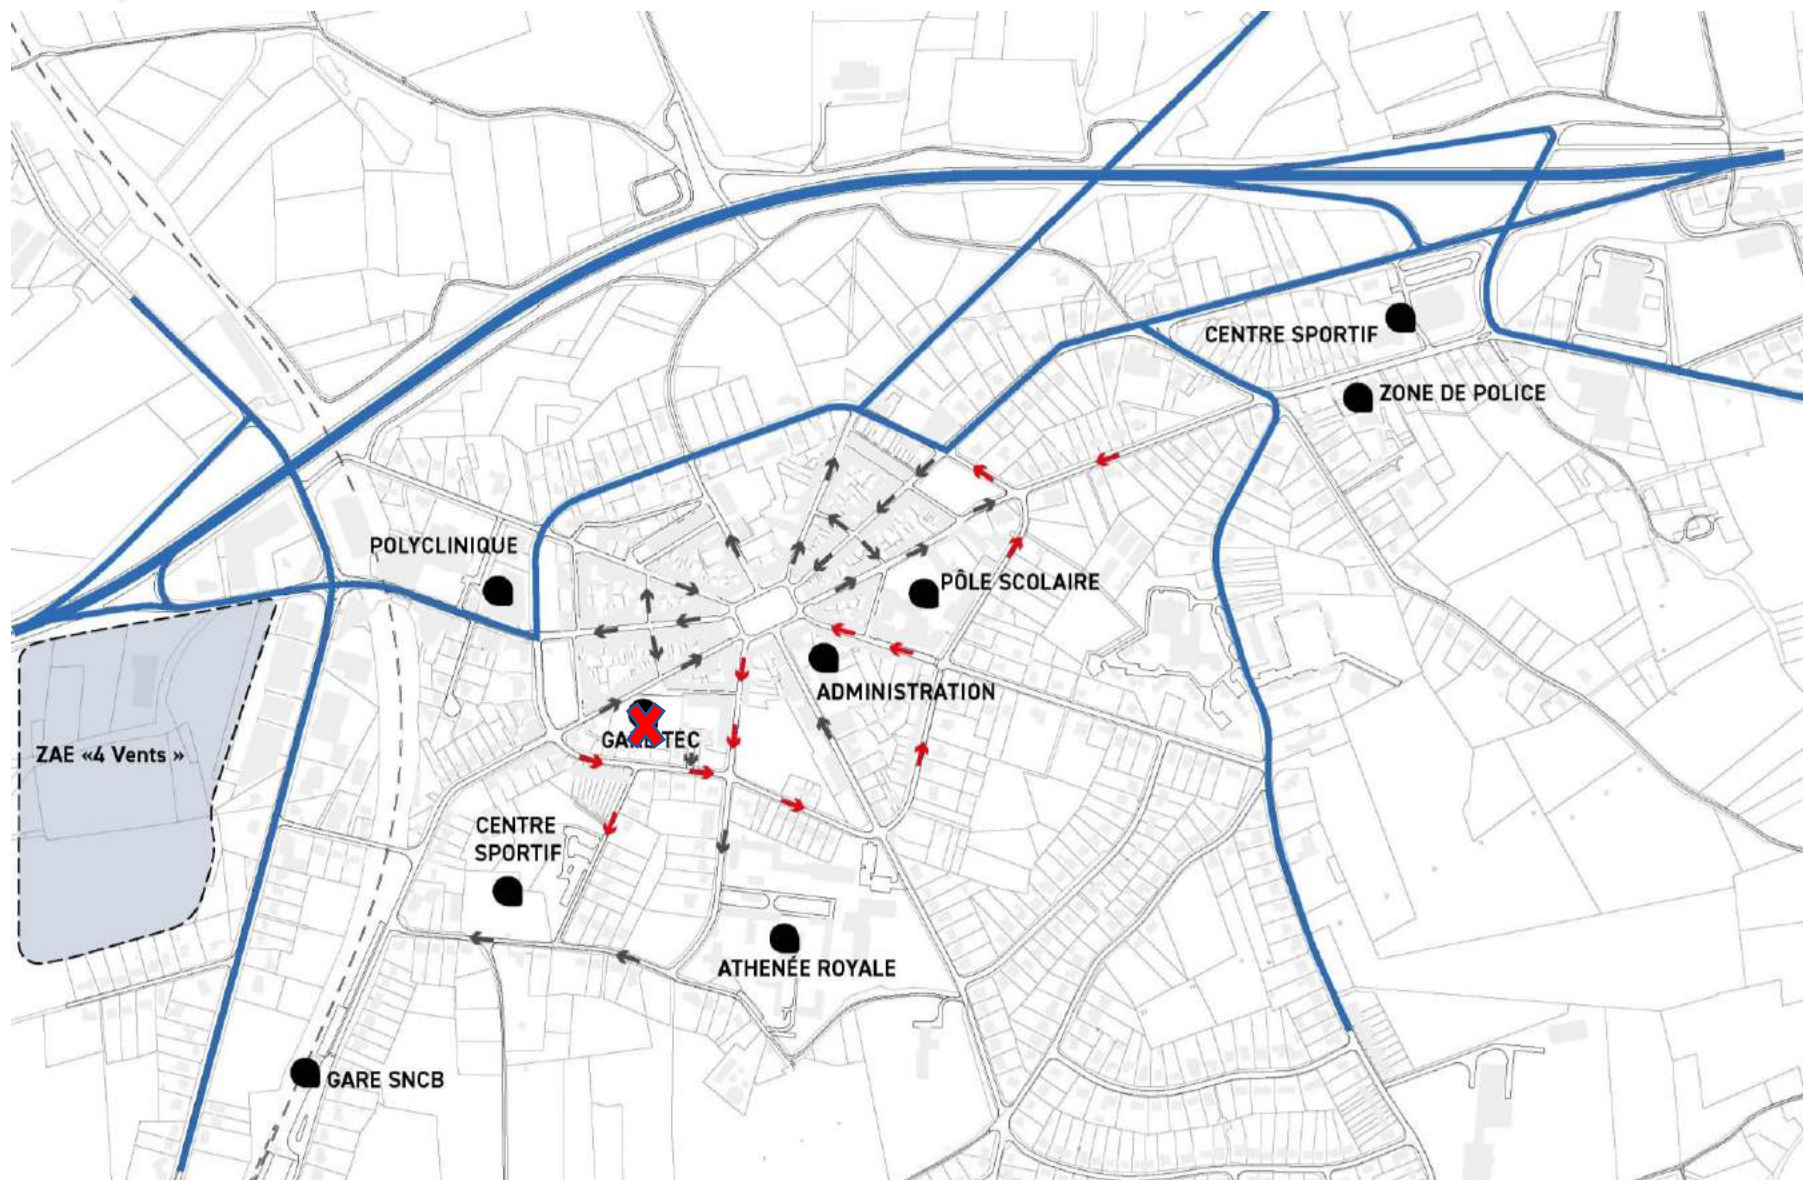 CENTRE SPORTIF
ZONE DE POLICE
POLYCLINIQUE
PÔLE SCOLAIRE
ADMINISTRATION
GARE TEC
ZAE «4 Vents »
CENTRE
SPORTIF
ATHENÉE ROYALE
GARE SNCB